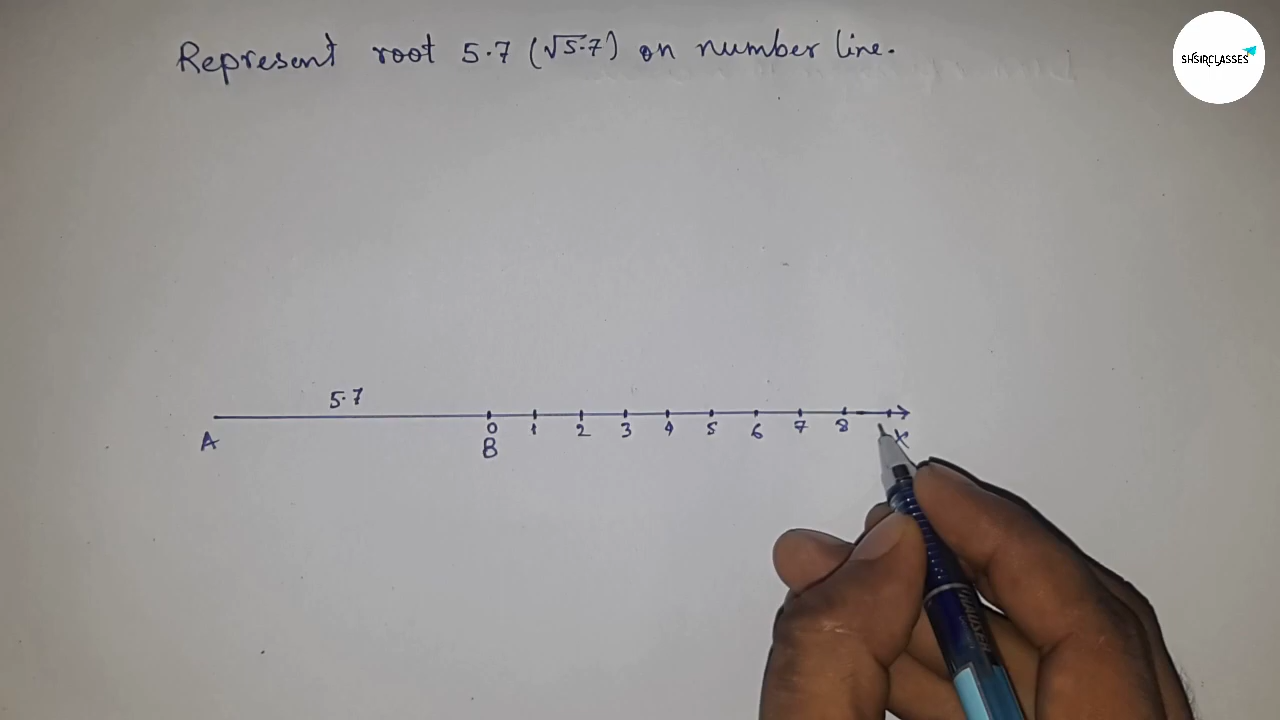 Represent root 5.7 (√5.7) on number line.
SHSIRCLASSES
5.7
0 1 2 3 4 5 6 7 8
A B X
HAUSER